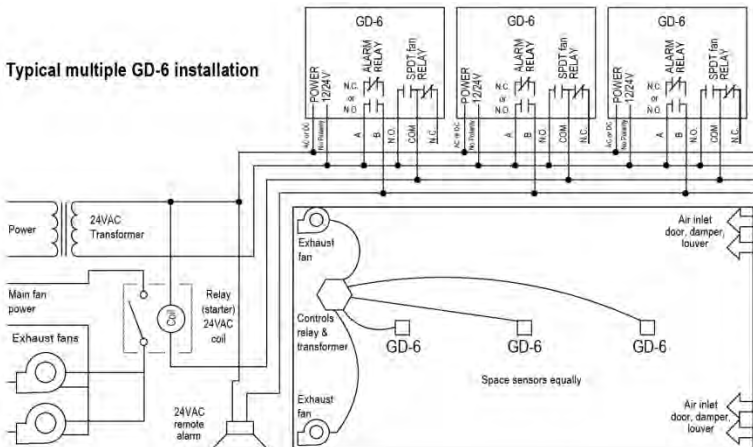 Typical multiple GD-6 installation
GD-6
POWER
12/24V
ALARM
RELAY
N.C.
or
N.O.
SPDT fan
RELAY
AC or DC
No Polarity
A
B
N.O.
COM
N.C.
GD-6
POWER
12/24V
ALARM
RELAY
N.C.
or
N.O.
SPDT fan
RELAY
AC or DC
No Polarity
A
B
N.O.
COM
N.C.
GD-6
POWER
12/24V
ALARM
RELAY
N.C.
or
N.O.
SPDT fan
RELAY
AC or DC
No Polarity
A
B
N.O.
COM
N.C.
Power
24VAC
Transformer
Main fan
power
Coil
Relay
(starter)
24VAC
coil
Exhaust fans
24VAC
remote
alarm
Exhaust
fan
Controls
relay &
transformer
GD-6
GD-6
GD-6
Space sensors equally
Exhaust
fan
Air inlet
door, damper,
louver
Air inlet
door, damper,
louver